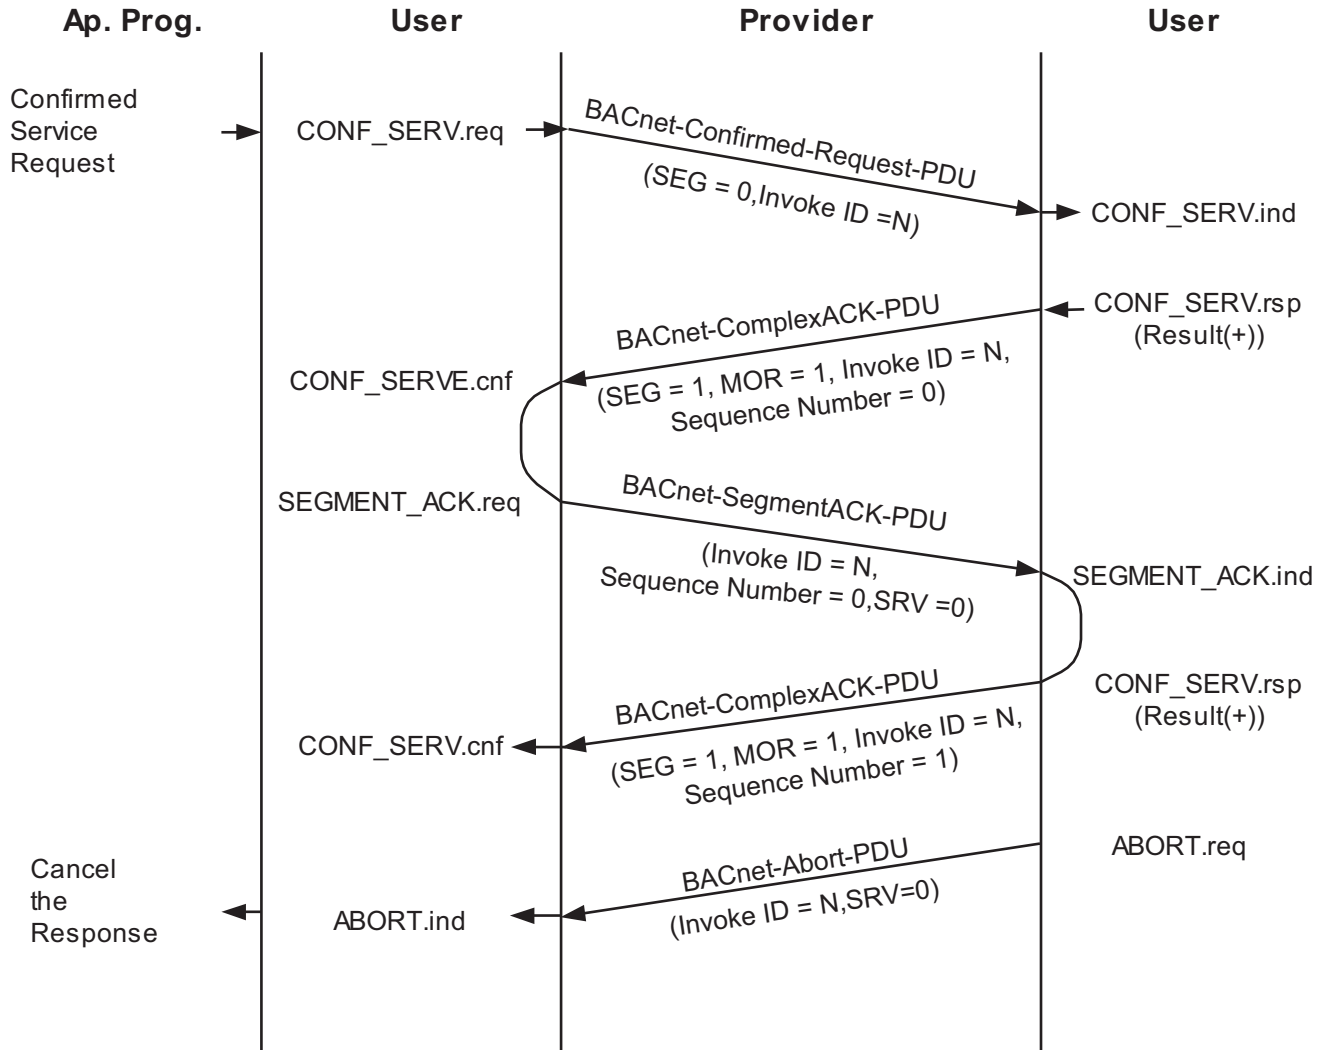 Ap. Prog.
User
Provider
User
Confirmed
Service
Request
CONF_SERV.req
BACnet-Confirmed-Request-PDU
(SEG = 0,Invoke ID =N)
CONF_SERV.ind
CONF_SERV.rsp
(Result(+))
BACnet-ComplexACK-PDU
(SEG = 1, MOR = 1, Invoke ID = N,
Sequence Number = 0)
CONF_SERVE.cnf
SEGMENT_ACK.req
BACnet-SegmentACK-PDU
(Invoke ID = N,
Sequence Number = 0,SRV =0)
SEGMENT_ACK.ind
CONF_SERV.rsp
(Result(+))
BACnet-ComplexACK-PDU
(SEG = 1, MOR = 1, Invoke ID = N,
Sequence Number = 1)
CONF_SERV.cnf
ABORT.req
BACnet-Abort-PDU
(Invoke ID = N,SRV=0)
ABORT.ind
Cancel
the
Response